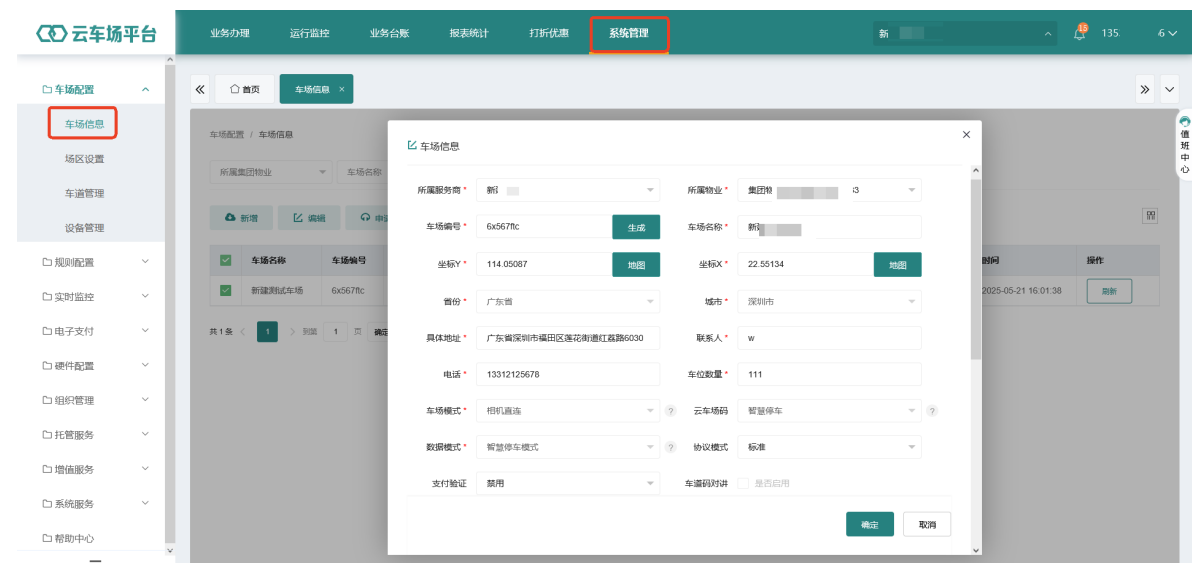 云车场平台 业务办理 运行监控 业务台账 报表统计 打折优惠 系统管理 新 15 135. 6
车场配置
车场信息
场区设置
车道管理
设备管理
规则配置
实时监控
电子支付
硬件配置
组织管理
托管服务
增值服务
系统服务
帮助中心
首页 车场信息 ×
值班中心
车场配置 / 车场信息
所属集团物业 车场名称
新增 编辑
车场名称 车场编号 时间 操作
新建测试车场 6x567ftc 2025-05-21 16:01:38 刷新
共1条 1 到第 1 页 确定
车场信息 ×
所属服务商 * 所属物业 * 集团物 3
车场编号 * 6x567ftc 生成 车场名称 *
坐标Y * 114.05087 地图 坐标X * 22.55134 地图
省份 * 广东省 城市 * 深圳市
具体地址 * 广东省深圳市福田区莲花街道红荔路6030 联系人 * w
电话 * 13312125678 车位数量 * 111
车场模式 * 相机直连 ? 云车场码 智慧停车 ?
数据模式 * 智慧停车模式 ? 协议模式 标准
支付验证 禁用 车道码对讲 是否启用
确定 取消